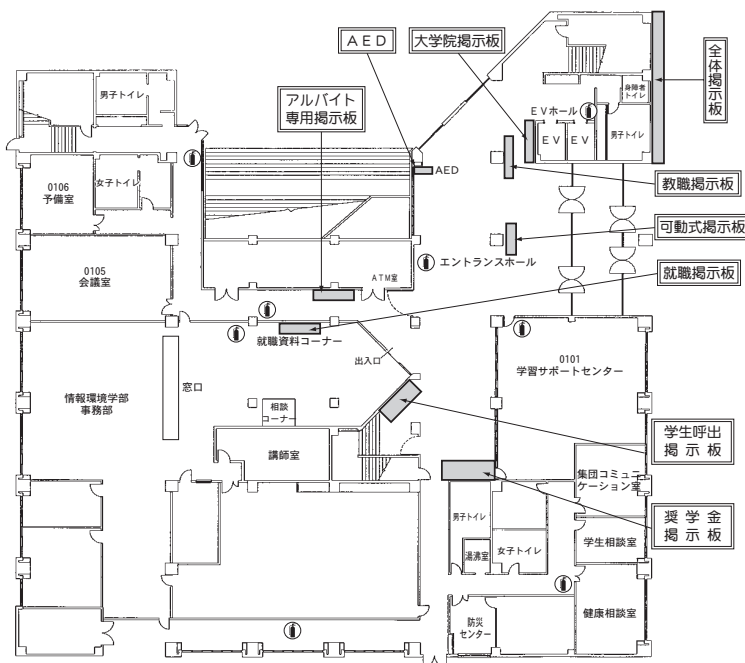 AED
大学院掲示板
全体掲示板
アルバイト
専用掲示板
男子トイレ
身障者
トイレ
EVホール
EV
EV
男子トイレ
AED
教職掲示板
0106
予備室
女子トイレ
可動式掲示板
エントランスホール
0105
会議室
ATM室
就職掲示板
就職資料コーナー
出入口
0101
学習サポートセンター
情報環境学部
事務部
窓口
相談
コーナー
学生呼出
掲示板
講師室
集団コミュニ
ケーション室
奨学金
掲示板
男子トイレ
学生相談室
湯沸室
女子トイレ
防災
センター
健康相談室